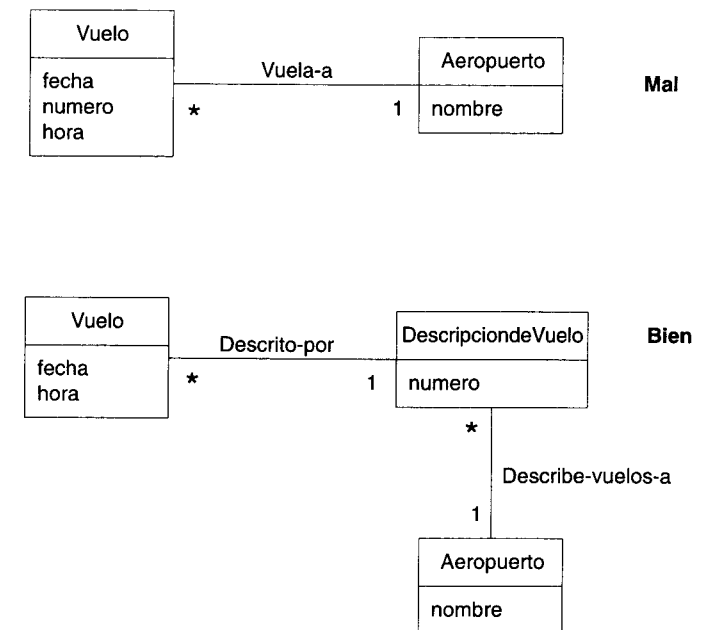 Vuelo
fecha
numero
hora
Vuela-a
*
1
Aeropuerto
nombre
Mal
Vuelo
fecha
hora
Descrito-por
*
1
DescripciondeVuelo
numero
Bien
*
Describe-vuelos-a
1
Aeropuerto
nombre